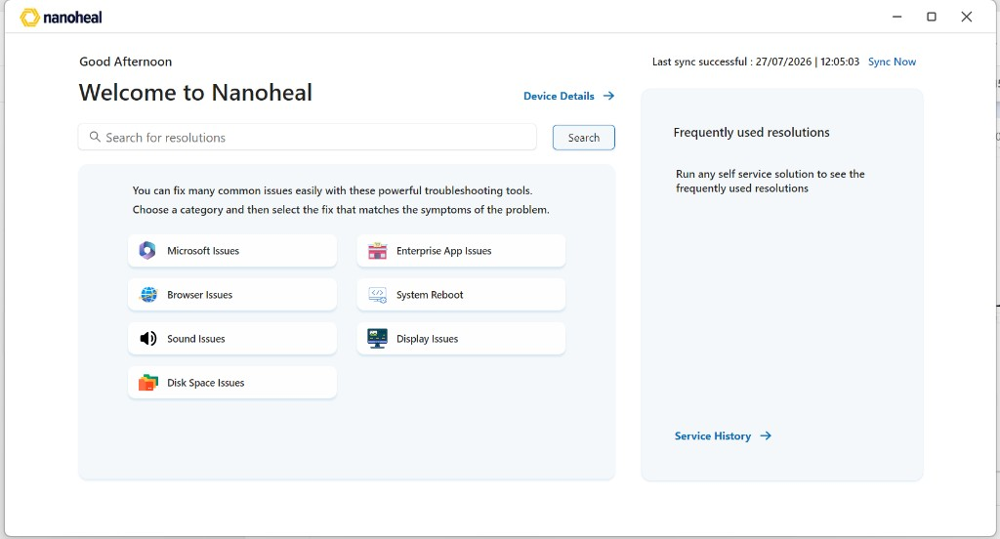 nanoheal
Good Afternoon
Last sync successful : 27/07/2026 | 12:05:03 Sync Now
Welcome to Nanoheal
Device Details
Search for resolutions
Search
You can fix many common issues easily with these powerful troubleshooting tools.
Choose a category and then select the fix that matches the symptoms of the problem.
Microsoft Issues
Enterprise App Issues
Browser Issues
System Reboot
Sound Issues
Display Issues
Disk Space Issues
Frequently used resolutions
Run any self service solution to see the
frequently used resolutions
Service History